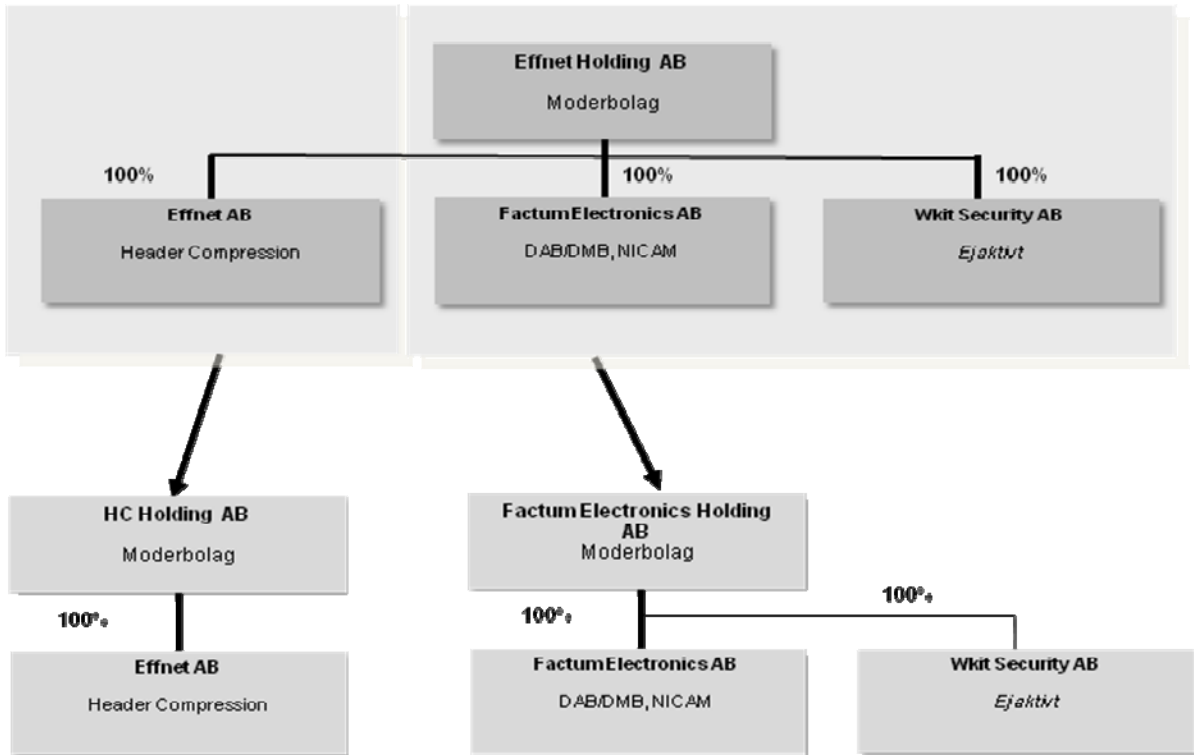 Effnet Holding AB
Moderbolag
100%
100%
100%
Effnet AB
Header Compression
Factum Electronics AB
DAB/DMB, NICAM
Wkit Security AB
Ej aktivt
HC Holding AB
Moderbolag
Factum Electronics Holding
AB
Moderbolag
100%
100%
100%
Effnet AB
Header Compression
Factum Electronics AB
DAB/DMB, NICAM
Wkit Security AB
Ej aktivt